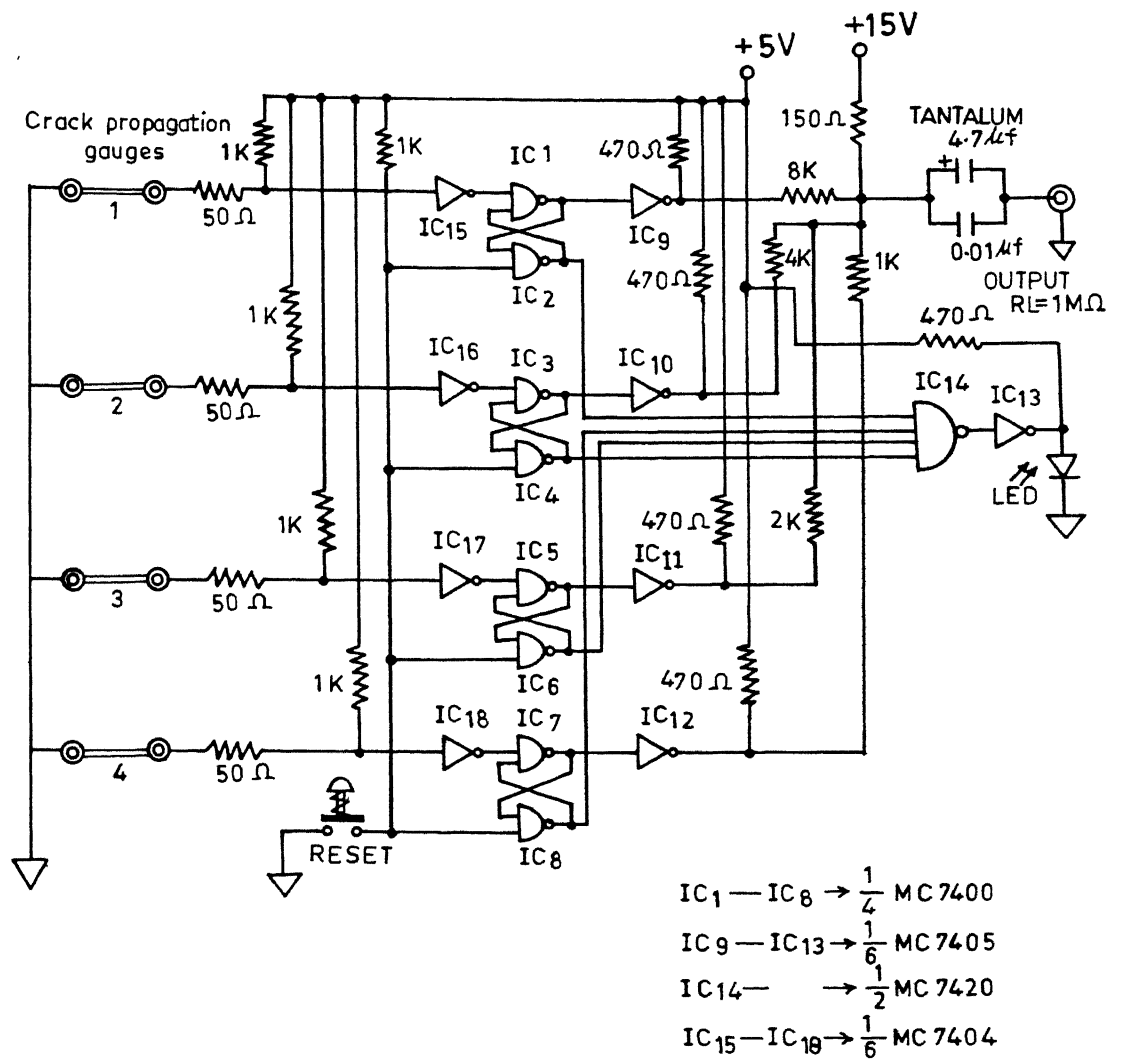 +15V
+5V
Crack propagation
gauges
1K
1K
IC1
470Ω
150Ω
TANTALUM
4.7μf
+
8K
1
50Ω
IC15
IC9
0.01μf
IC2
470Ω
4K
1K
OUTPUT
RL=1MΩ
1K
470Ω
IC16
IC3
IC10
IC14
IC13
2
50Ω
IC4
LED
1K
470Ω
2K
IC17
IC5
IC11
3
50Ω
IC6
1K
470Ω
IC18
IC7
IC12
4
50Ω
RESET
IC8
IC1 — IC8 → 1/4 MC7400
IC9 — IC13 → 1/6 MC7405
IC14 — → 1/2 MC7420
IC15 — IC18 → 1/6 MC7404